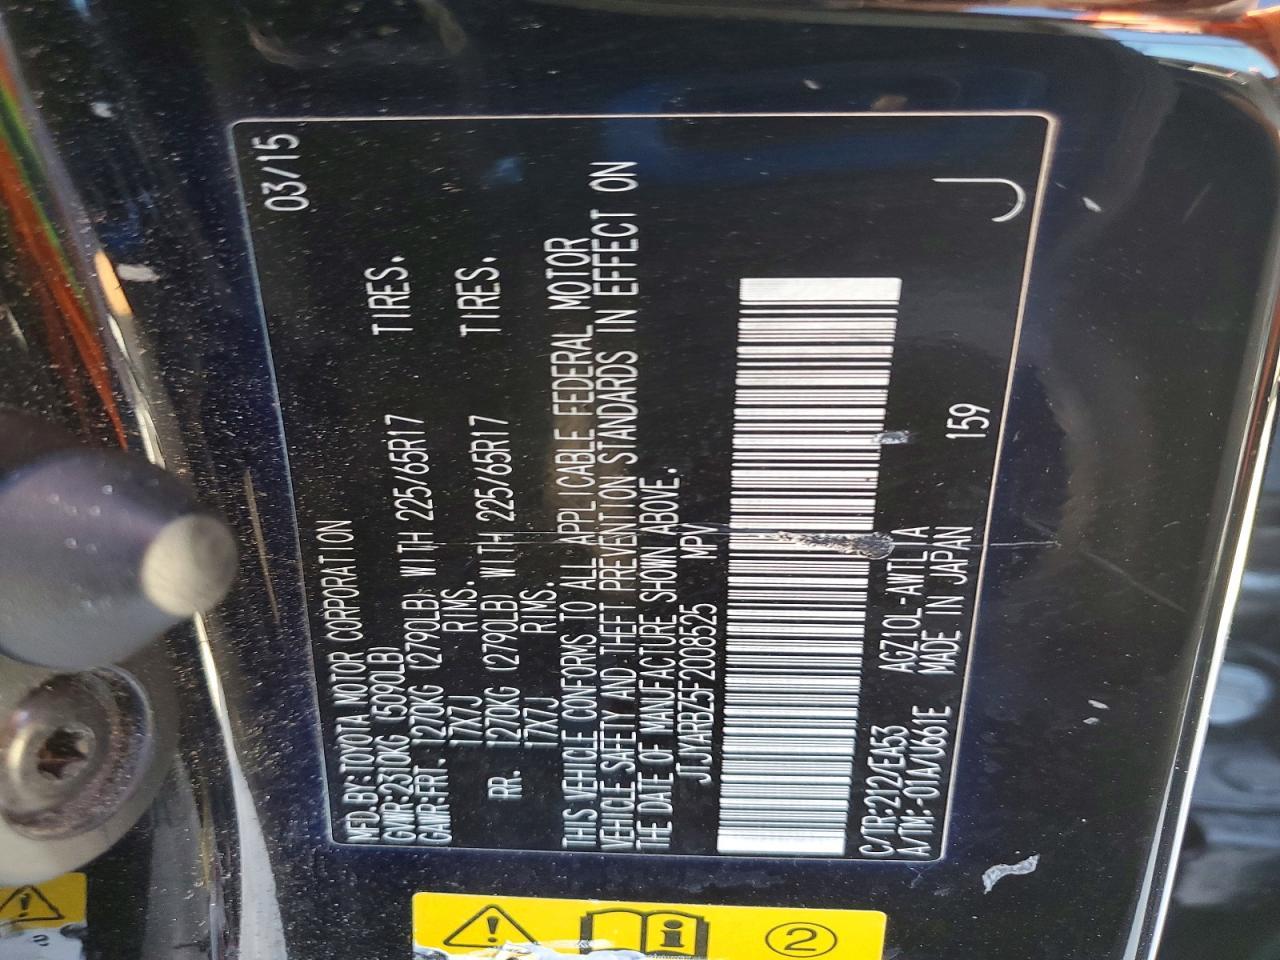 03/15
MFD.BY:TOYOTA MOTOR CORPORATION
GVWR:2310KG (5090LB)
GAWR:FRT. 1270KG (2790LB) WITH 225/65R17 TIRES.
17X7J RIMS.
RR. 1270KG (2790LB) WITH 225/65R17 TIRES.
17X7J RIMS.
THIS VEHICLE CONFORMS TO ALL APPLICABLE FEDERAL MOTOR
VEHICLE SAFETY AND THEFT PREVENTION STANDARDS IN EFFECT ON
THE DATE OF MANUFACTURE SHOWN ABOVE.
JTJYARBZ5F2008525 MPV
C/TR:212/EA53 AGZ10L-AWTLTA
A/TM:-01A/U661E MADE IN JAPAN 159
J
2